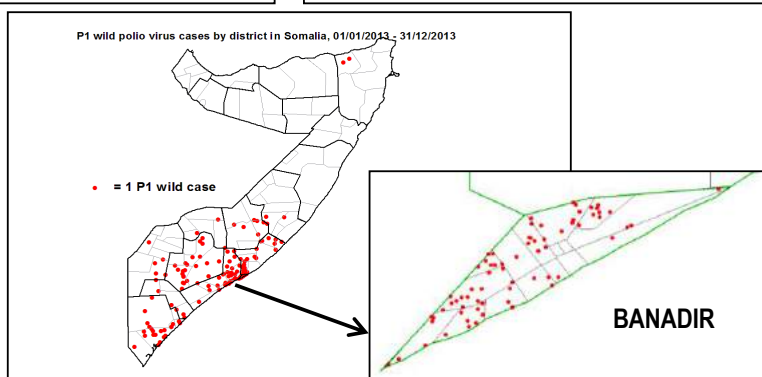 P1 wild polio virus cases by district in Somalia, 01/01/2013 - 31/12/2013
= 1 P1 wild case
BANADIR